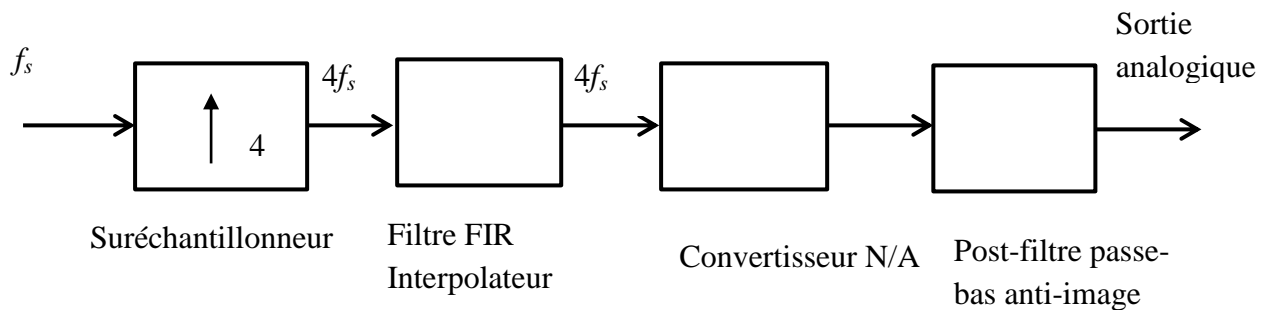 Sortie
analogique
fs
4fs
4fs
4
Suréchantillonneur
Filtre FIR
Interpolateur
Convertisseur N/A
Post-filtre passe-
bas anti-image